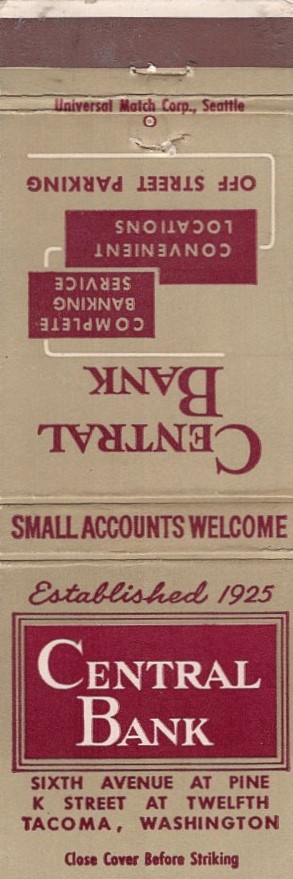 Universal Match Corp., Seattle
CENTRAL
BANK
COMPLETE
BANKING
SERVICE
CONVENIENT
LOCATIONS
OFF STREET PARKING
SMALL ACCOUNTS WELCOME
Established 1925
CENTRAL
BANK
SIXTH AVENUE AT PINE
K STREET AT TWELFTH
TACOMA, WASHINGTON
Close Cover Before Striking